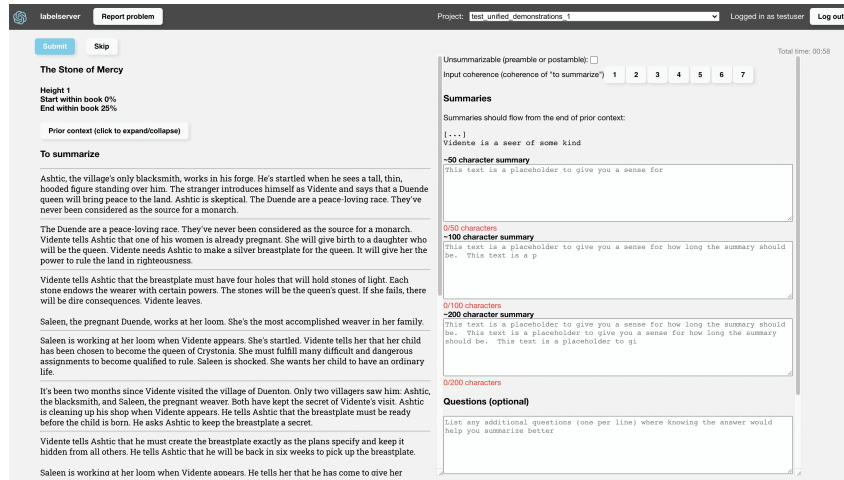 labelserver
Report problem
Project:
test_unified_demonstrations_1
Logged in as testuser
Log out
Submit
Skip
Total time: 00:58
The Stone of Mercy
Height 1
Start within book 0%
End within book 25%
Prior context (click to expand/collapse)
To summarize
Ashtic, the village's only blacksmith, works in his forge. He's startled when he sees a tall, thin,
hooded figure standing over him. The stranger introduces himself as Vidente and says that a Duende
queen will bring peace to the land. Ashtic is skeptical. The Duende are a peace-loving race. They've
never been considered as the source for a monarch.
The Duende are a peace-loving race. They've never been considered as the source for a monarch.
Vidente tells Ashtic that one of his women is already pregnant. She will give birth to a daughter who
will be the queen. Vidente needs Ashtic to make a silver breastplate for the queen. It will give her the
power to rule the land in righteousness.
Vidente tells Ashtic that the breastplate must have four holes that will hold stones of light. Each
stone endows the wearer with certain powers. The stones will be the queen's quest. If she fails, there
will be dire consequences. Vidente leaves.
Saleen, the pregnant Duende, works at her loom. She's the most accomplished weaver in her family.
Saleen is working at her loom when Vidente appears. She's startled. Vidente tells her that her child
has been chosen to become the queen of Crystonia. She must fulfill many difficult and dangerous
assignments to become qualified to rule. Saleen is shocked. She wants her child to have an ordinary
life.
It's been two months since Vidente visited the village of Duenton. Only two villagers saw him: Ashtic,
the blacksmith, and Saleen, the pregnant weaver. Both have kept the secret of Vidente's visit. Ashtic
is cleaning up his shop when Vidente appears. He tells Ashtic that the breastplate must be ready
before the child is born. He asks Ashtic to keep the breastplate a secret.
Vidente tells Ashtic that he must create the breastplate exactly as the plans specify and keep it
hidden from all others. He tells Ashtic that he will be back in six weeks to pick up the breastplate.
Saleen is working at her loom when Vidente appears. He tells her that he has come to give her
Unsummarizable (preamble or postamble):
Input coherence (coherence of "to summarize")
1 2 3 4 5 6 7
Summaries
Summaries should flow from the end of prior context:
[...]
Vidente is a seer of some kind
~50 character summary
This text is a placeholder to give you a sense for
0/50 characters
~100 character summary
This text is a placeholder to give you a sense for how long the summary should
be.  This text is a p
0/100 characters
~200 character summary
This text is a placeholder to give you a sense for how long the summary should
be.  This text is a placeholder to give you a sense for how long the summary
should be.  This text is a placeholder to gi
0/200 characters
Questions (optional)
List any additional questions (one per line) where knowing the answer would
help you summarize better